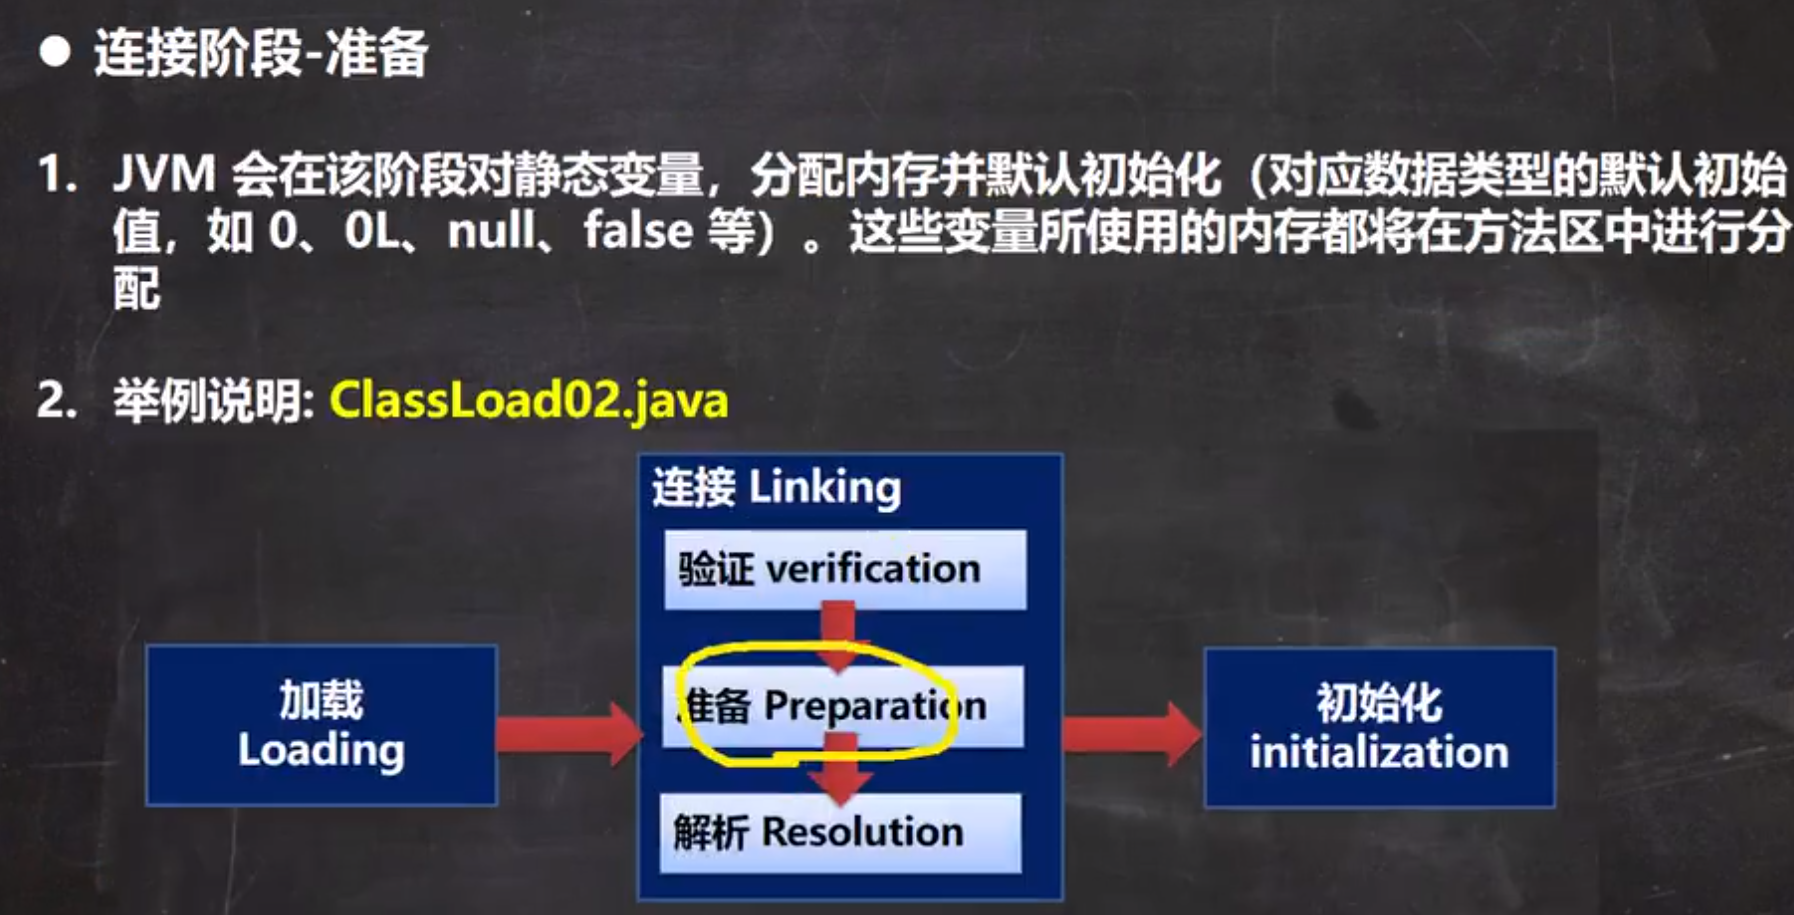 ● 连接阶段-准备
1. JVM 会在该阶段对静态变量，分配内存并默认初始化（对应数据类型的默认初始
值，如 0、0L、null、false 等）。这些变量所使用的内存都将在方法区中进行分
配
2. 举例说明: ClassLoad02.java
连接 Linking
验证 verification
准备 Preparation
解析 Resolution
加载
Loading
初始化
initialization